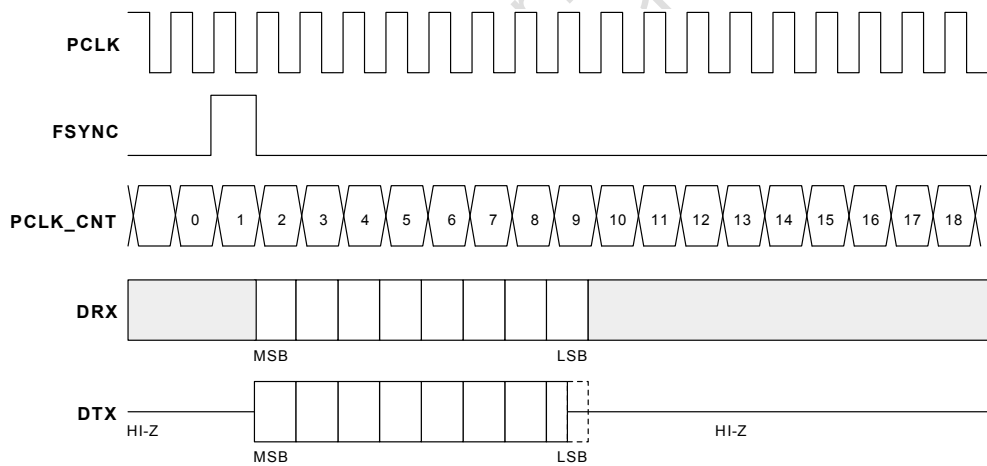 PCLK
FSYNC
PCLK_CNT 0 1 2 3 4 5 6 7 8 9 10 11 12 13 14 15 16 17 18
DRX
MSB LSB
DTX
HI-Z HI-Z
MSB LSB